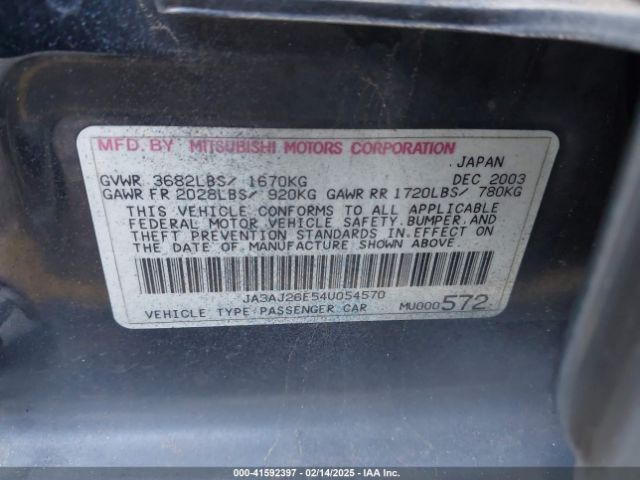 MFD. BY MITSUBISHI MOTORS CORPORATION
JAPAN
GVWR 3682LBS/ 1670KG DEC 2003
GAWR FR 2028LBS/ 920KG GAWR RR 1720LBS/ 780KG
THIS VEHICLE CONFORMS TO ALL APPLICABLE
FEDERAL MOTOR VEHICLE SAFETY, BUMPER, AND
THEFT PREVENTION STANDARDS IN EFFECT ON
THE DATE OF MANUFACTURE SHOWN ABOVE.
JA3AJ26E54U054570
VEHICLE TYPE:PASSENGER CAR MU000572
000-41592397 - 02/14/2025 - IAA Holdings, LLC